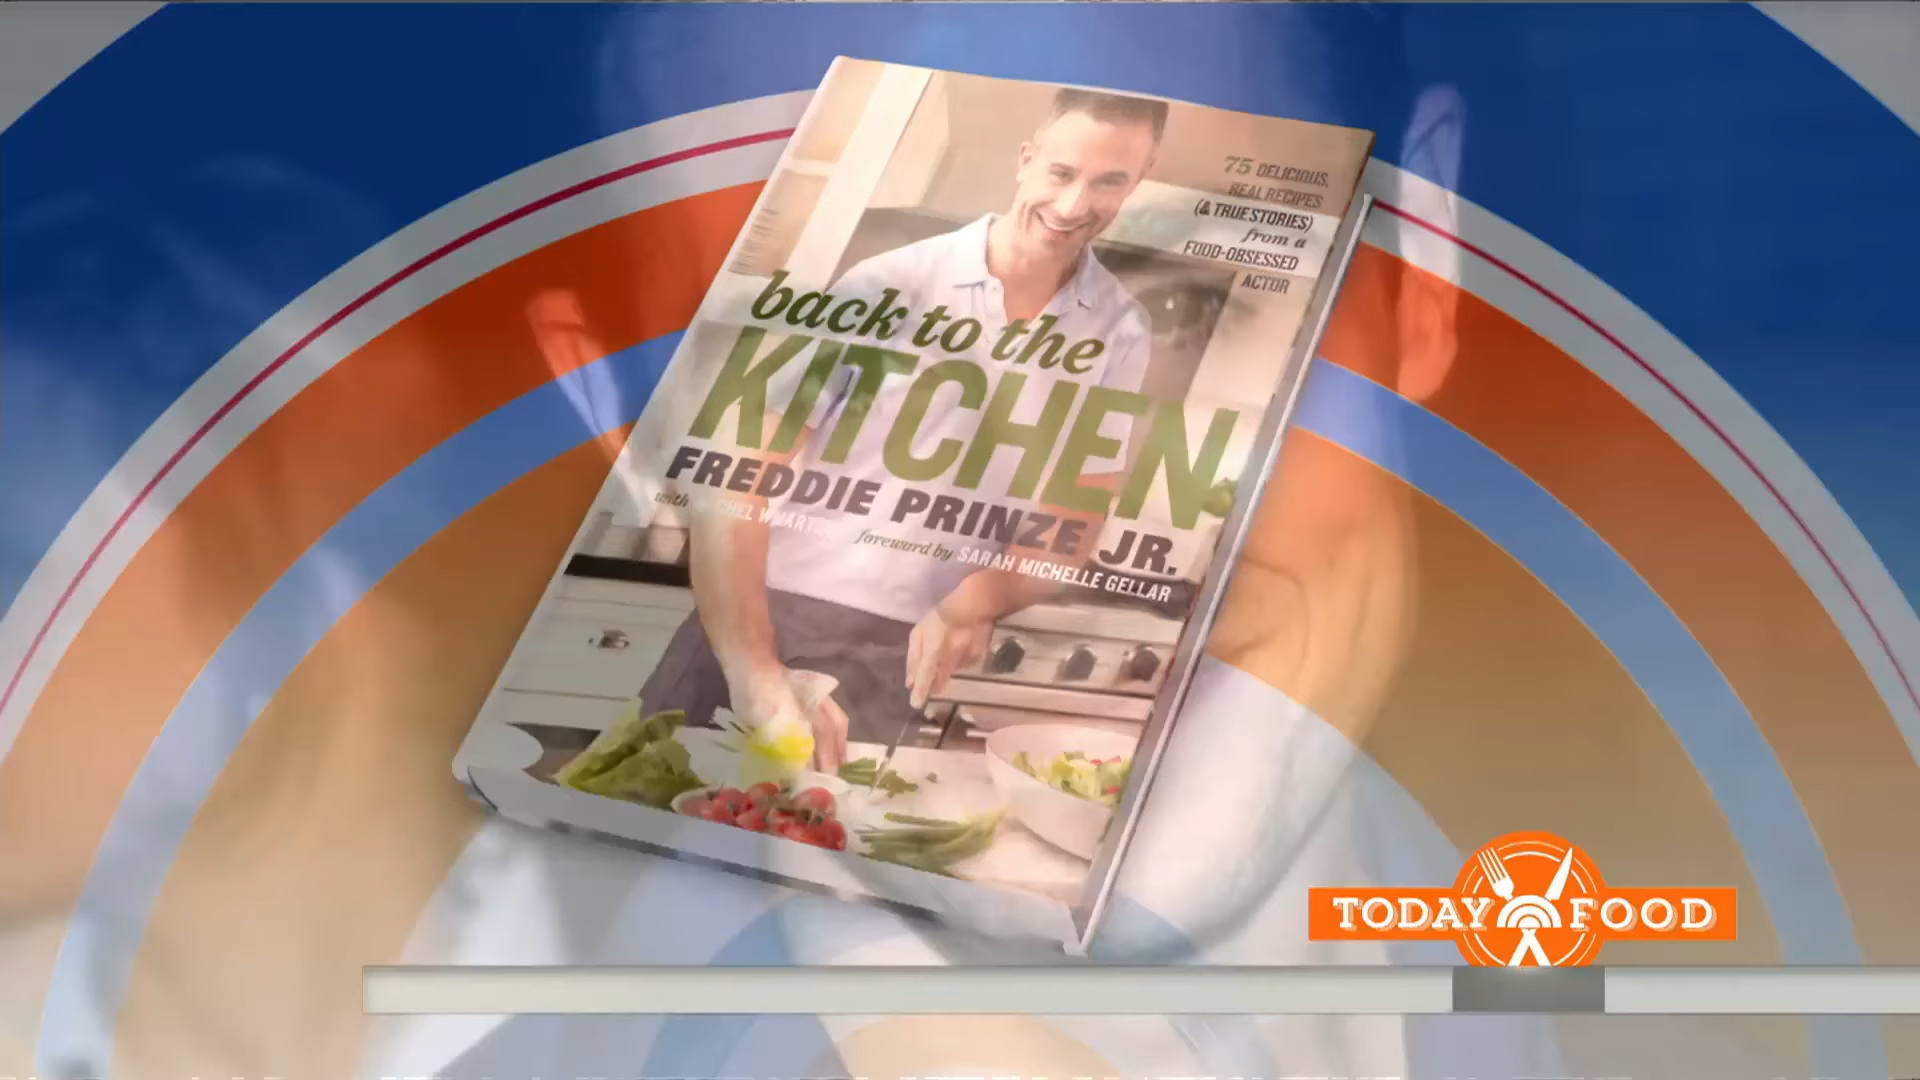 75 DELICIOUS,
REAL RECIPES
(& TRUE STORIES)
from a
FOOD-OBSESSED
ACTOR
back to the
KITCHEN
FREDDIE PRINZE JR.
with foreword by SARAH MICHELLE GELLAR
TODAY FOOD